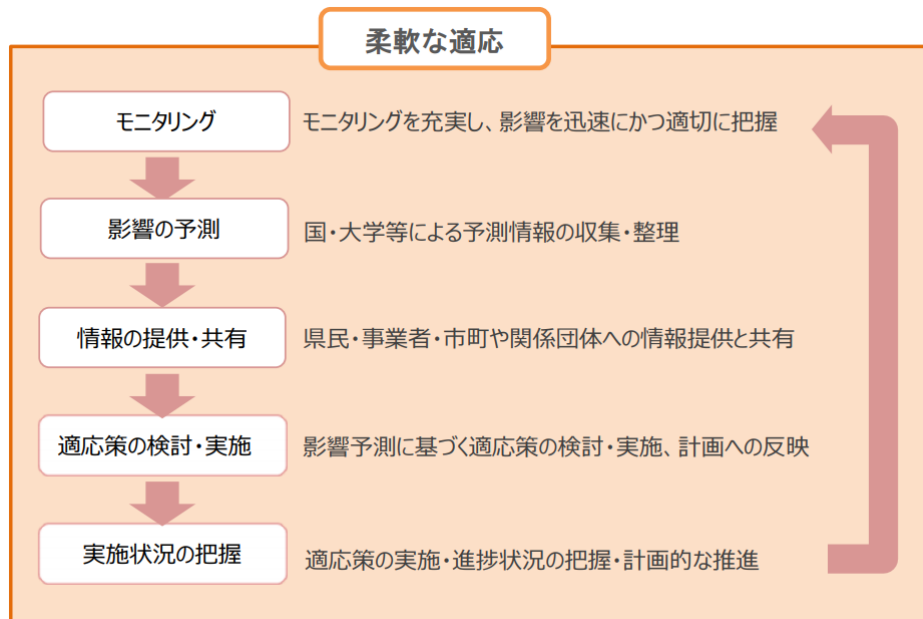 柔軟な適応
モニタリング
モニタリングを充実し、影響を迅速にかつ適切に把握
影響の予測
国・大学等による予測情報の収集・整理
情報の提供・共有
県民・事業者・市町や関係団体への情報提供と共有
適応策の検討・実施
影響予測に基づく適応策の検討・実施、計画への反映
実施状況の把握
適応策の実施・進捗状況の把握・計画的な推進